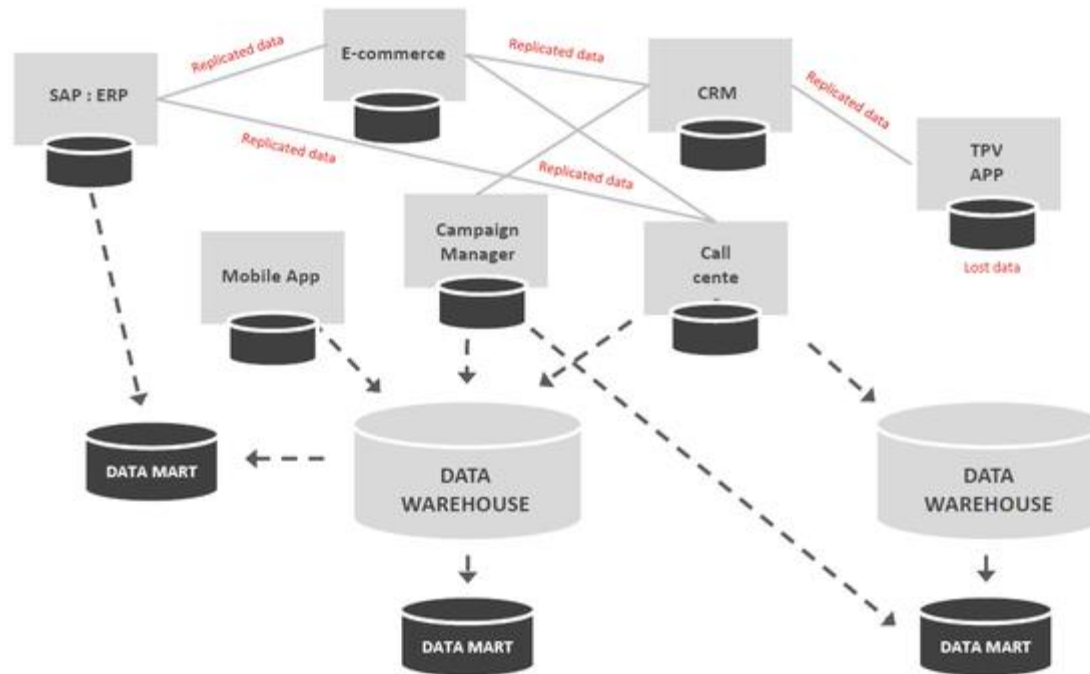 Replicated data
E-commerce
Replicated data
SAP : ERP
CRM
Replicated data
Replicated data
Replicated data
TPV
APP
Campaign
Manager
Mobile App
Call
cente
Lost data
DATA MART
DATA
WAREHOUSE
DATA
WAREHOUSE
DATA MART
DATA MART